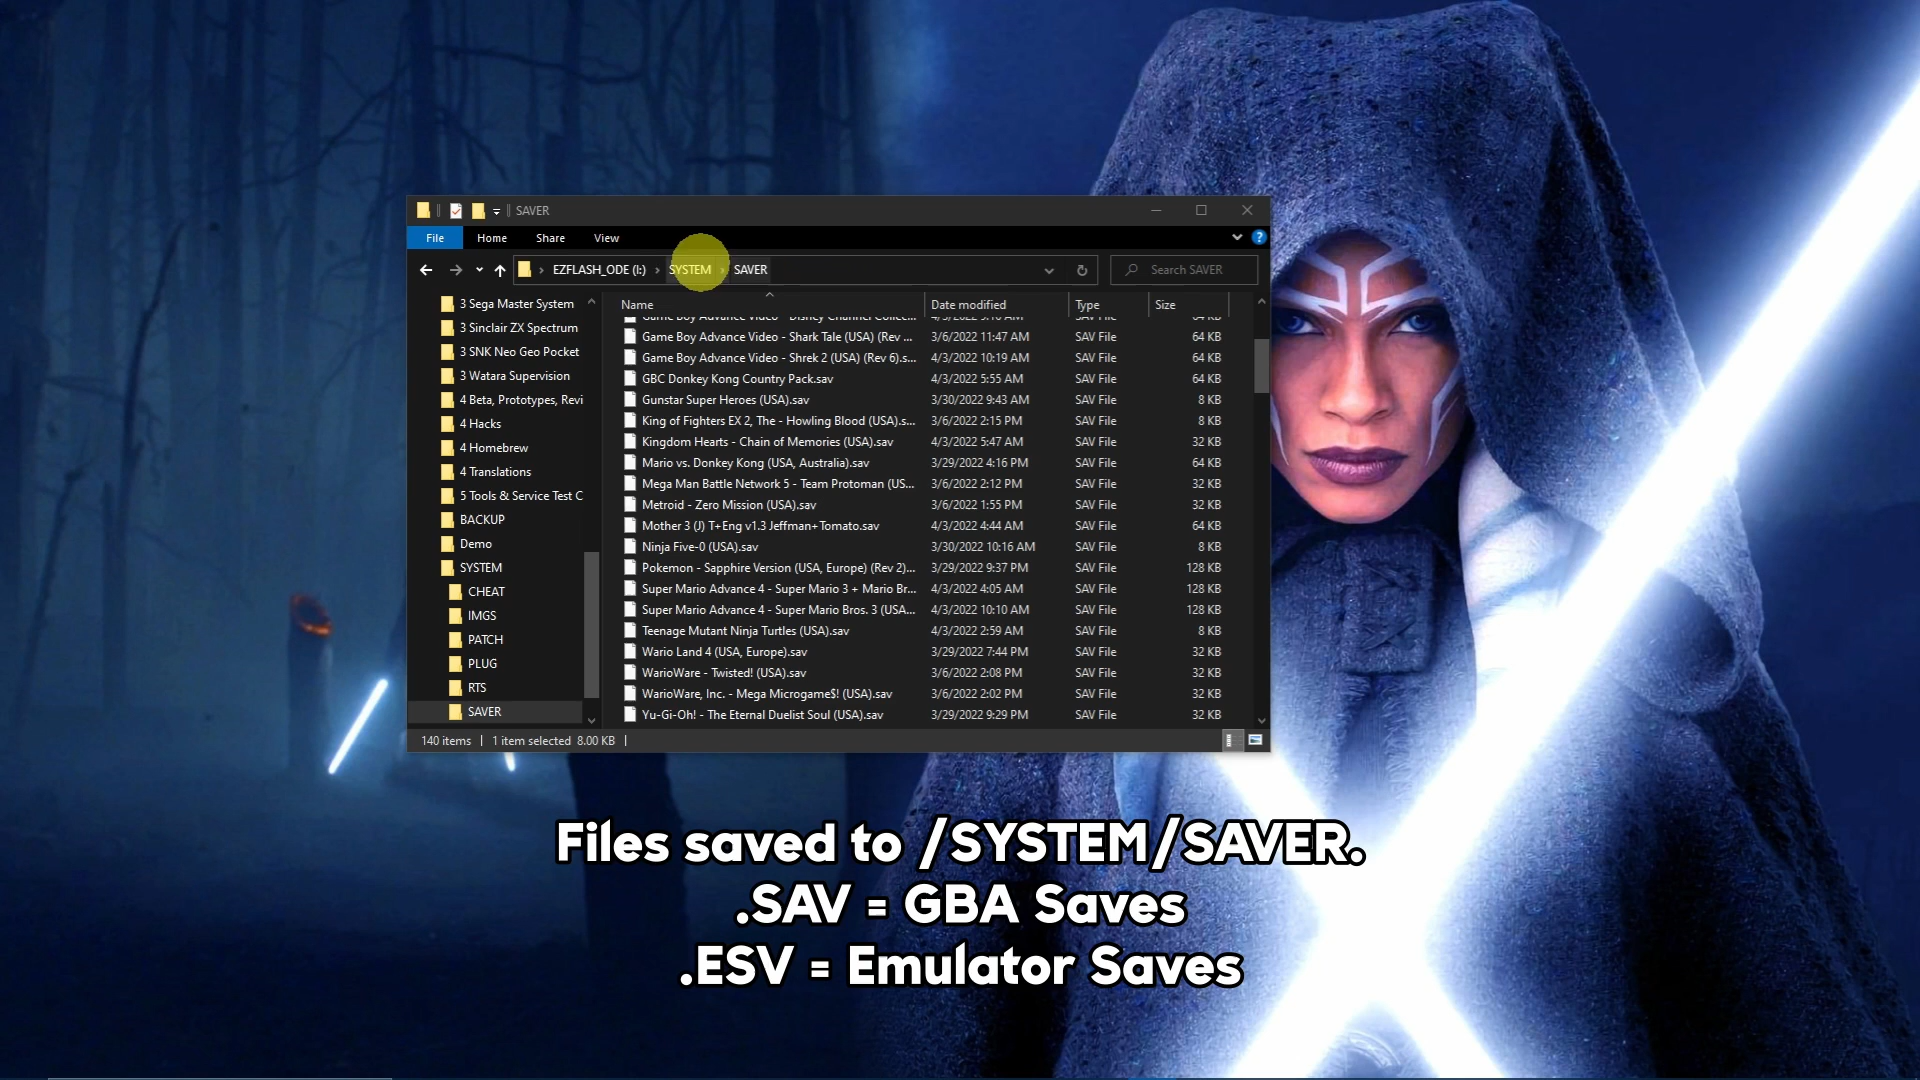 SAVER
File Home Share View
EZFLASH_ODE (I:) SYSTEM SAVER Search SAVER
3 Sega Master System
3 Sinclair ZX Spectrum
3 SNK Neo Geo Pocket
3 Watara Supervision
4 Beta, Prototypes, Revi
4 Hacks
4 Homebrew
4 Translations
5 Tools & Service Test C
BACKUP
Demo
SYSTEM
CHEAT
IMGS
PATCH
PLUG
RTS
SAVER
Name Date modified Type Size
Game Boy Advance Video - Disney Channel Collec... 64 KB
Game Boy Advance Video - Shark Tale (USA) (Rev ... 3/6/2022 11:47 AM SAV File 64 KB
Game Boy Advance Video - Shrek 2 (USA) (Rev 6).s... 4/3/2022 10:19 AM SAV File 64 KB
GBC Donkey Kong Country Pack.sav 4/3/2022 5:55 AM SAV File 64 KB
Gunstar Super Heroes (USA).sav 3/30/2022 9:43 AM SAV File 8 KB
King of Fighters EX 2, The - Howling Blood (USA).s... 3/6/2022 2:15 PM SAV File 8 KB
Kingdom Hearts - Chain of Memories (USA).sav 4/3/2022 5:47 AM SAV File 32 KB
Mario vs. Donkey Kong (USA, Australia).sav 3/29/2022 4:16 PM SAV File 64 KB
Mega Man Battle Network 5 - Team Protoman (US... 3/6/2022 2:12 PM SAV File 32 KB
Metroid - Zero Mission (USA).sav 3/6/2022 1:55 PM SAV File 32 KB
Mother 3 (J) T+Eng v1.3 Jeffman+Tomato.sav 4/3/2022 4:44 AM SAV File 64 KB
Ninja Five-0 (USA).sav 3/30/2022 10:16 AM SAV File 8 KB
Pokemon - Sapphire Version (USA, Europe) (Rev 2)... 3/29/2022 9:37 PM SAV File 128 KB
Super Mario Advance 4 - Super Mario 3 + Mario Br... 4/3/2022 4:05 AM SAV File 128 KB
Super Mario Advance 4 - Super Mario Bros. 3 (USA... 4/3/2022 10:10 AM SAV File 128 KB
Teenage Mutant Ninja Turtles (USA).sav 4/3/2022 2:59 AM SAV File 8 KB
Wario Land 4 (USA, Europe).sav 3/29/2022 7:44 PM SAV File 32 KB
WarioWare - Twisted! (USA).sav 3/6/2022 2:08 PM SAV File 32 KB
WarioWare, Inc. - Mega Microgame$! (USA).sav 3/6/2022 2:02 PM SAV File 32 KB
Yu-Gi-Oh! - The Eternal Duelist Soul (USA).sav 3/29/2022 9:29 PM SAV File 32 KB
140 items 1 item selected 8.00 KB
Files saved to /SYSTEM/SAVER.
.SAV = GBA Saves
.ESV = Emulator Saves